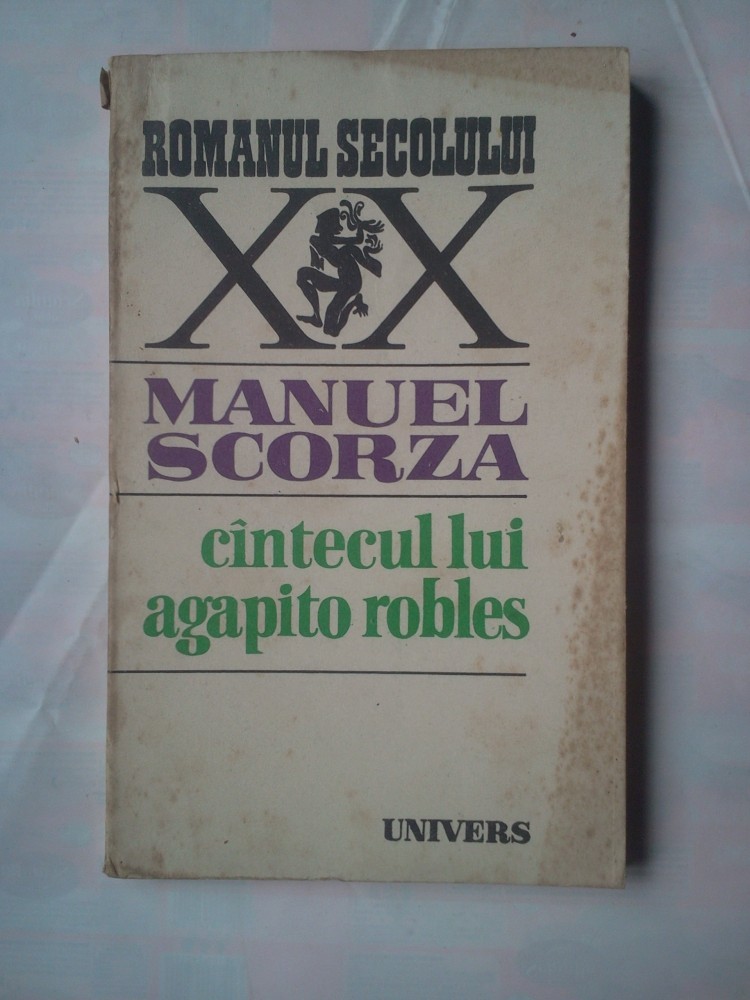 ROMANUL SECOLULUI
XX
MANUEL
SCORZA
cîntecul lui
agapito robles
UNIVERS